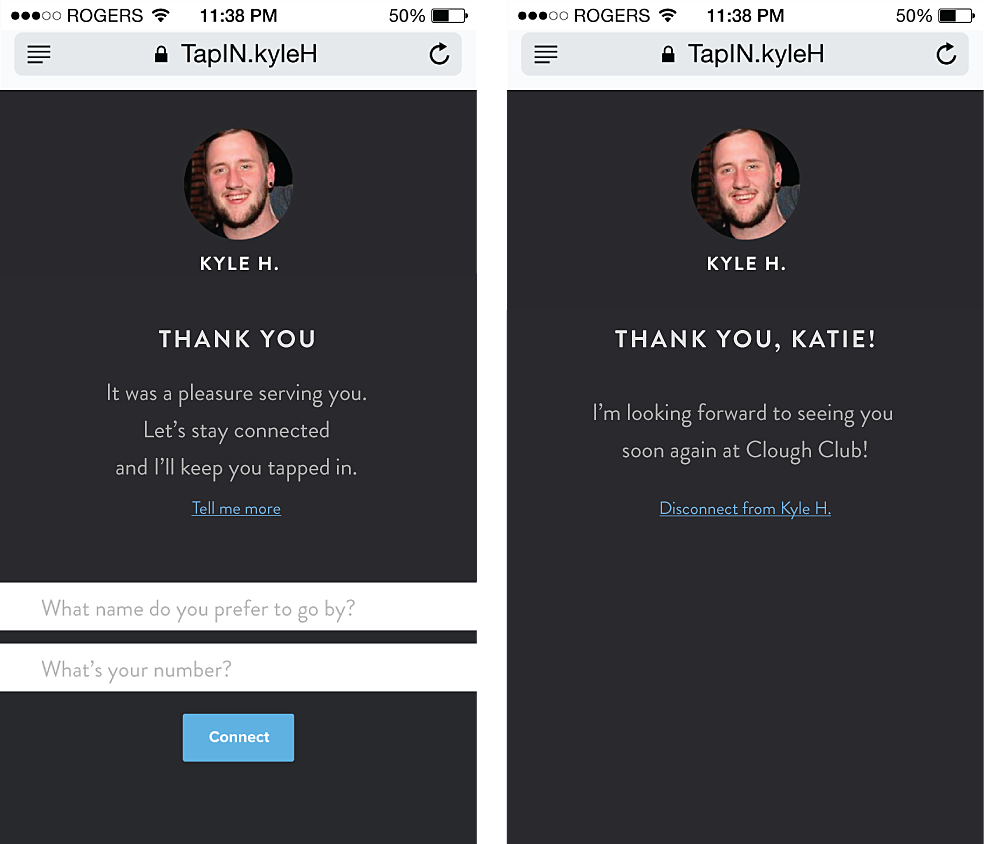 ROGERS 11:38 PM 50%
TapIN.kyleH
KYLE H.
THANK YOU
It was a pleasure serving you.
Let's stay connected
and I'll keep you tapped in.
Tell me more
What name do you prefer to go by?
What's your number?
Connect
ROGERS 11:38 PM 50%
TapIN.kyleH
KYLE H.
THANK YOU, KATIE!
I'm looking forward to seeing you
soon again at Clough Club!
Disconnect from Kyle H.